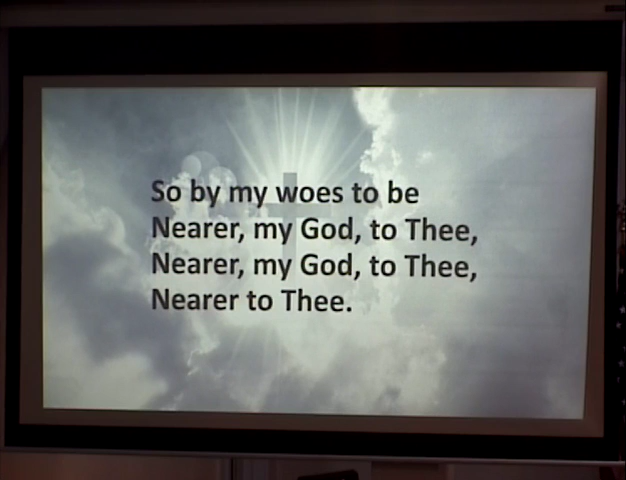 So by my woes to be
Nearer, my God, to Thee,
Nearer, my God, to Thee,
Nearer to Thee.